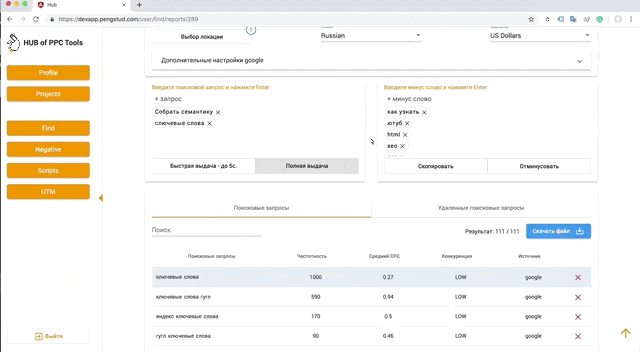 Hub
https://devapp.pengstud.com/user/find/reports/289
HUB of PPC Tools
Profile
Projects
Find
Negative
Scripts
UTM
Выйти
Выбор локации
1
Russian
US Dollars
Дополнительные настройки google
Введите поисковой запрос и нажмите Enter
+ запрос
Собрать семантику
слючевые слова
Быстрая выдача - до 5с.
Полная выдача
Введите минус слово и нажмите Enter
+ минус слово
как узнать
ютуб
html
seo
Скопировать
Отминусовать
Поисковые запросы
Удаленные поисковые запросы
Поиск
Результат: 111 / 111
Скачать файл
Поисковые запросы Частотность Средний CPC Конкуренция Источник
ключевые слова 1000 0.27 LOW google
ключевые слова гугл 590 0.94 LOW google
яндекс ключевые слова 170 0.5 LOW google
гугл ключевые слова 90 0.46 LOW google